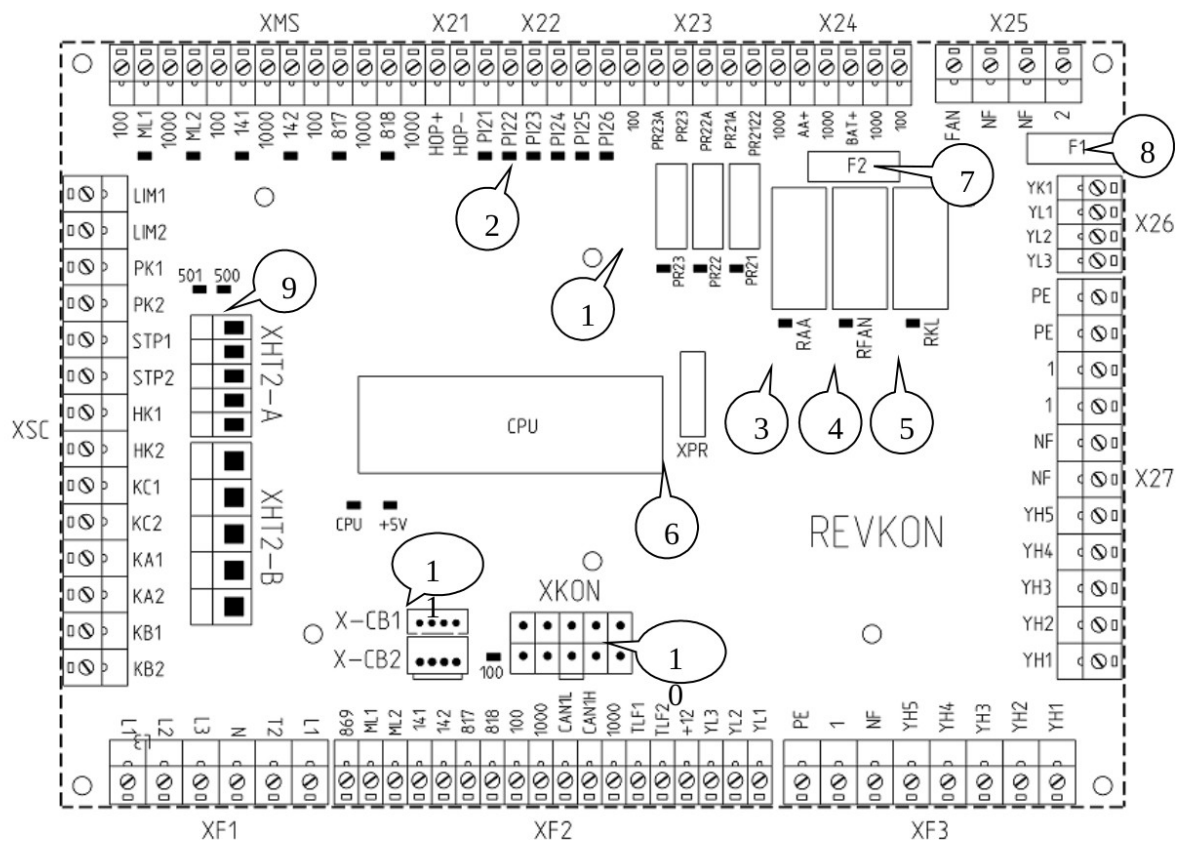 XMS X21 X22 X23 X24 X25
100 ML1 1000 ML2 100 141 1000 142 100 817 1000 818 1000 HOP+ HOP- PI21 PI22 PI23 PI24 PI25 PI26 100 PR23A PR23 PR22A PR21A PR2122 1000 AA+ 1000 BAT+ 1000 100 FAN NF NF 2
F2 7 F1 8
2 1
PR23 PR22 PR21
RAA RFAN RKL
3 4 5
XSC
LIM1
LIM2
PK1
PK2
STP1
STP2
HK1
HK2
KC1
KC2
KA1
KA2
KB1
KB2
501 500 9
XHT2-A
XHT2-B
CPU
XPR
6
CPU +5V
REVKON
YK1
YL1
YL2
YL3
X26
PE
PE
1
1
NF
NF
YH5
YH4
YH3
YH2
YH1
X27
1
1
X-CB1
X-CB2
100
XKON
1
0
L1 L3 L2 L3 N T2 L1
869 ML1 ML2 141 142 817 818 100 1000 CAN1L CAN1H 1000 TLF1 TLF2 +12 YL3 YL2 YL1
PE 1 NF YH5 YH4 YH3 YH2 YH1
XF1 XF2 XF3